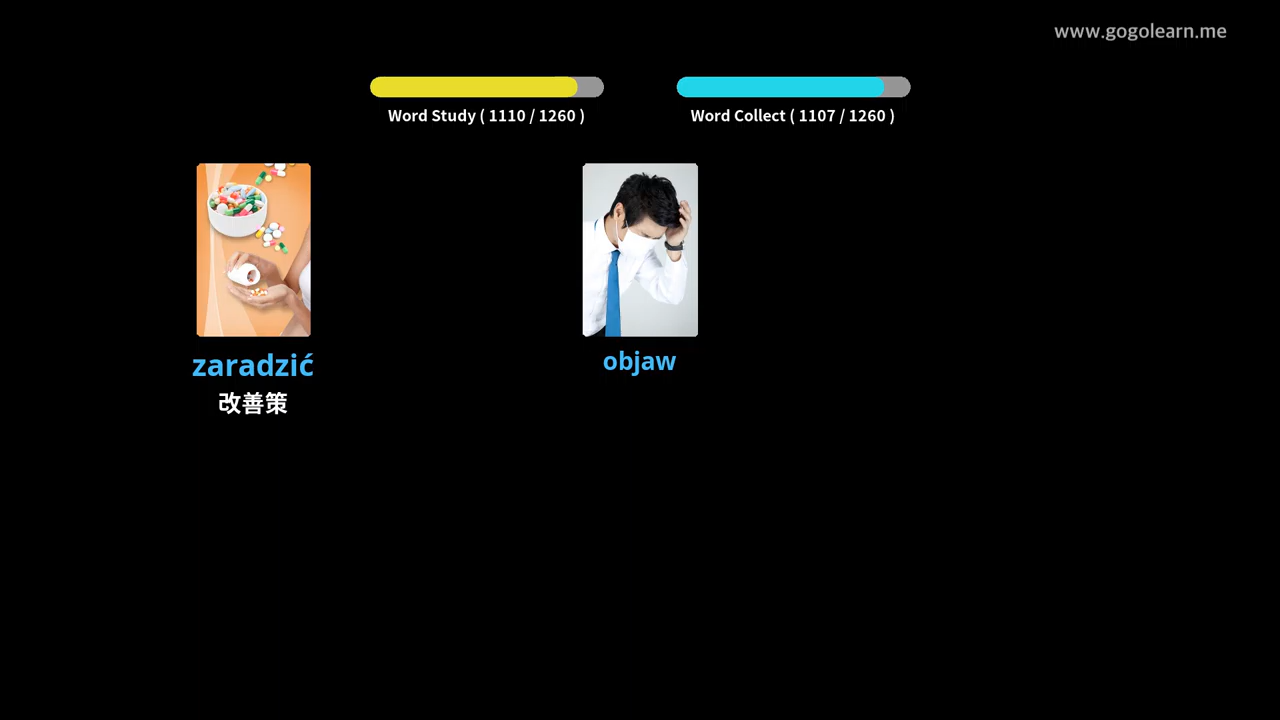 www.gogolearn.me
Word Study ( 1110 / 1260 )
Word Collect ( 1107 / 1260 )
zaradzić
改善策
objaw